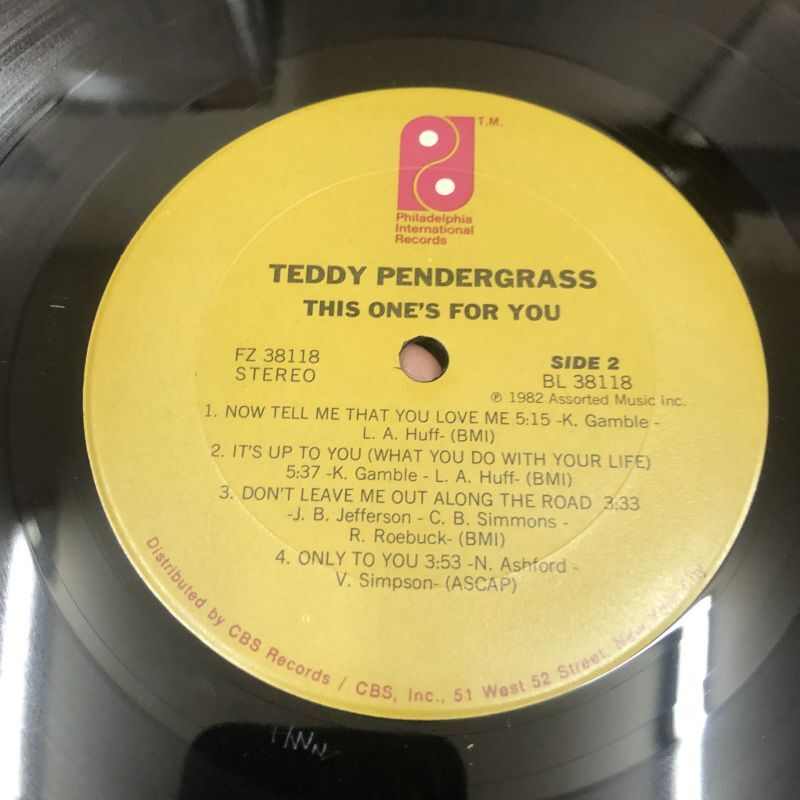 T.M.
Philadelphia
International
Records
TEDDY PENDERGRASS
THIS ONE'S FOR YOU
FZ 38118
STEREO
SIDE 2
BL 38118
℗ 1982 Assorted Music Inc.
1. NOW TELL ME THAT YOU LOVE ME 5:15 -K. Gamble -
L. A. Huff- (BMI)
2. IT'S UP TO YOU (WHAT YOU DO WITH YOUR LIFE)
5:37 -K. Gamble - L. A. Huff- (BMI)
3. DON'T LEAVE ME OUT ALONG THE ROAD 3:33
-J. B. Jefferson - C. B. Simmons -
R. Roebuck- (BMI)
4. ONLY TO YOU 3:53 -N. Ashford -
V. Simpson- (ASCAP)
Distributed by CBS Records / CBS, Inc., 51 West 52 Street, New York, NY